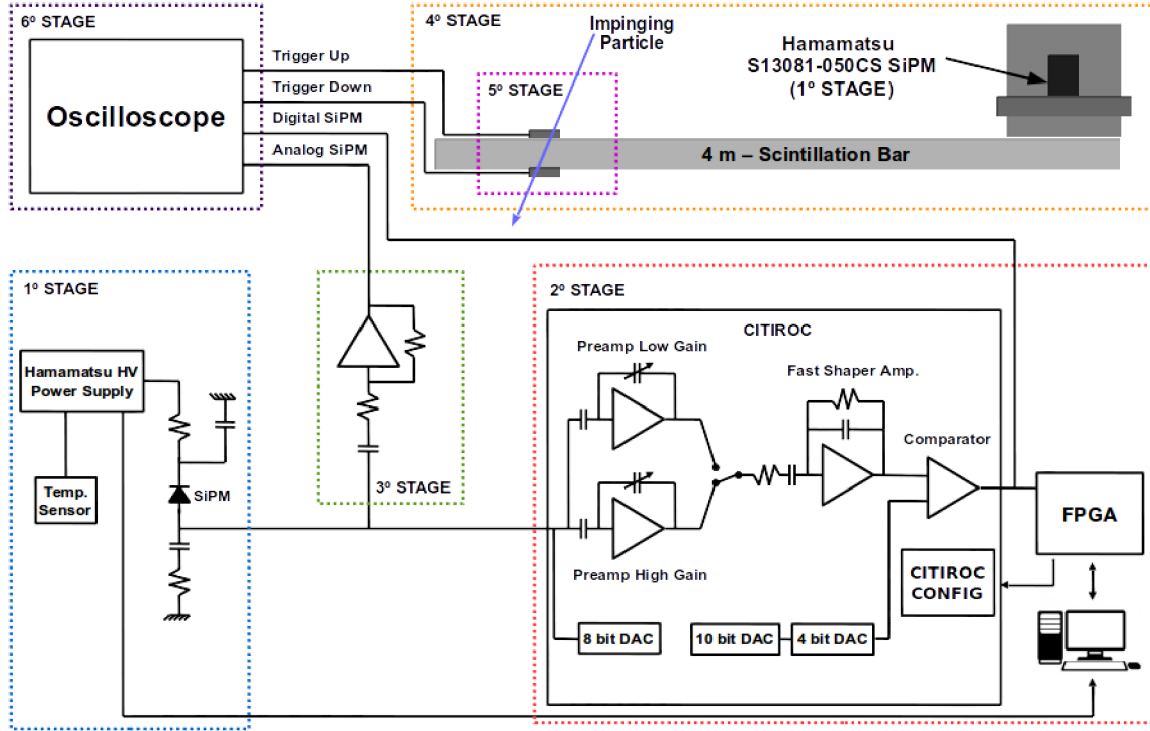 6º STAGE
Oscilloscope
Trigger Up
Trigger Down
Digital SiPM
Analog SiPM
4º STAGE
Impinging
Particle
5º STAGE
Hamamatsu
S13081-050CS SiPM
(1º STAGE)
4 m – Scintillation Bar
1º STAGE
Hamamatsu HV
Power Supply
Temp.
Sensor
SiPM
3º STAGE
2º STAGE
CITIROC
Preamp Low Gain
Fast Shaper Amp.
Comparator
Preamp High Gain
FPGA
CITIROC
CONFIG
8 bit DAC
10 bit DAC
4 bit DAC